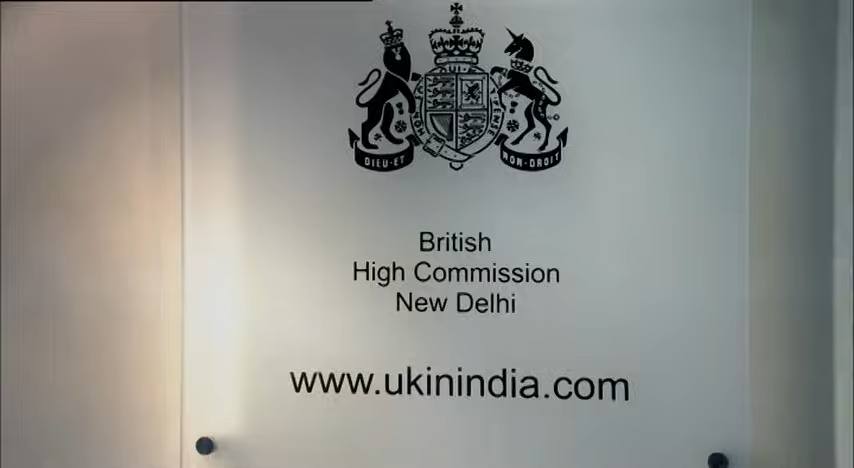 DIEU·ET
MON·DROIT
British
High Commission
New Delhi
www.ukinindia.com